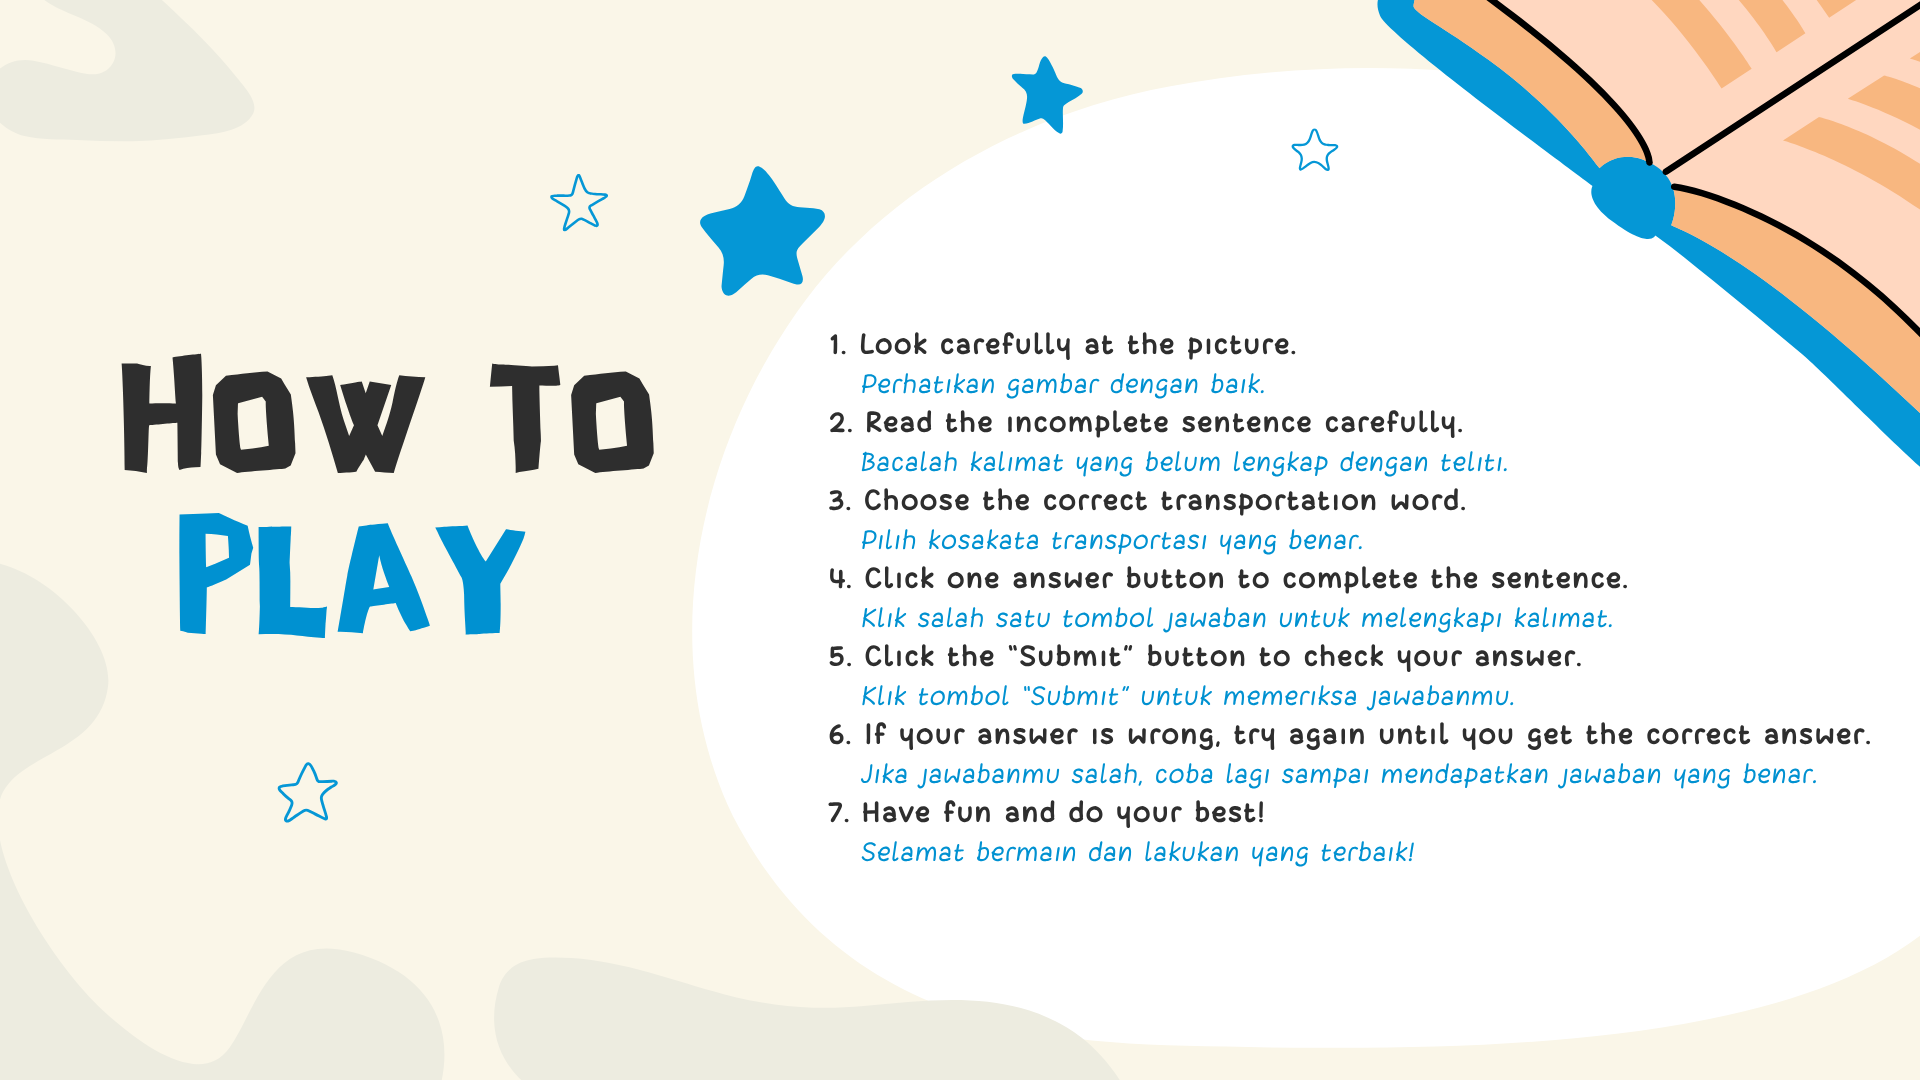 How To
Play
1. Look carefully at the picture.
Perhatikan gambar dengan baik.
2. Read the incomplete sentence carefully.
Bacalah kalimat yang belum lengkap dengan teliti.
3. Choose the correct transportation word.
Pilih kosakata transportasi yang benar.
4. Click one answer button to complete the sentence.
Klik salah satu tombol jawaban untuk melengkapi kalimat.
5. Click the “Submit” button to check your answer.
Klik tombol “Submit” untuk memeriksa jawabanmu.
6. If your answer is wrong, try again until you get the correct answer.
Jika jawabanmu salah, coba lagi sampai mendapatkan jawaban yang benar.
7. Have fun and do your best!
Selamat bermain dan lakukan yang terbaik!